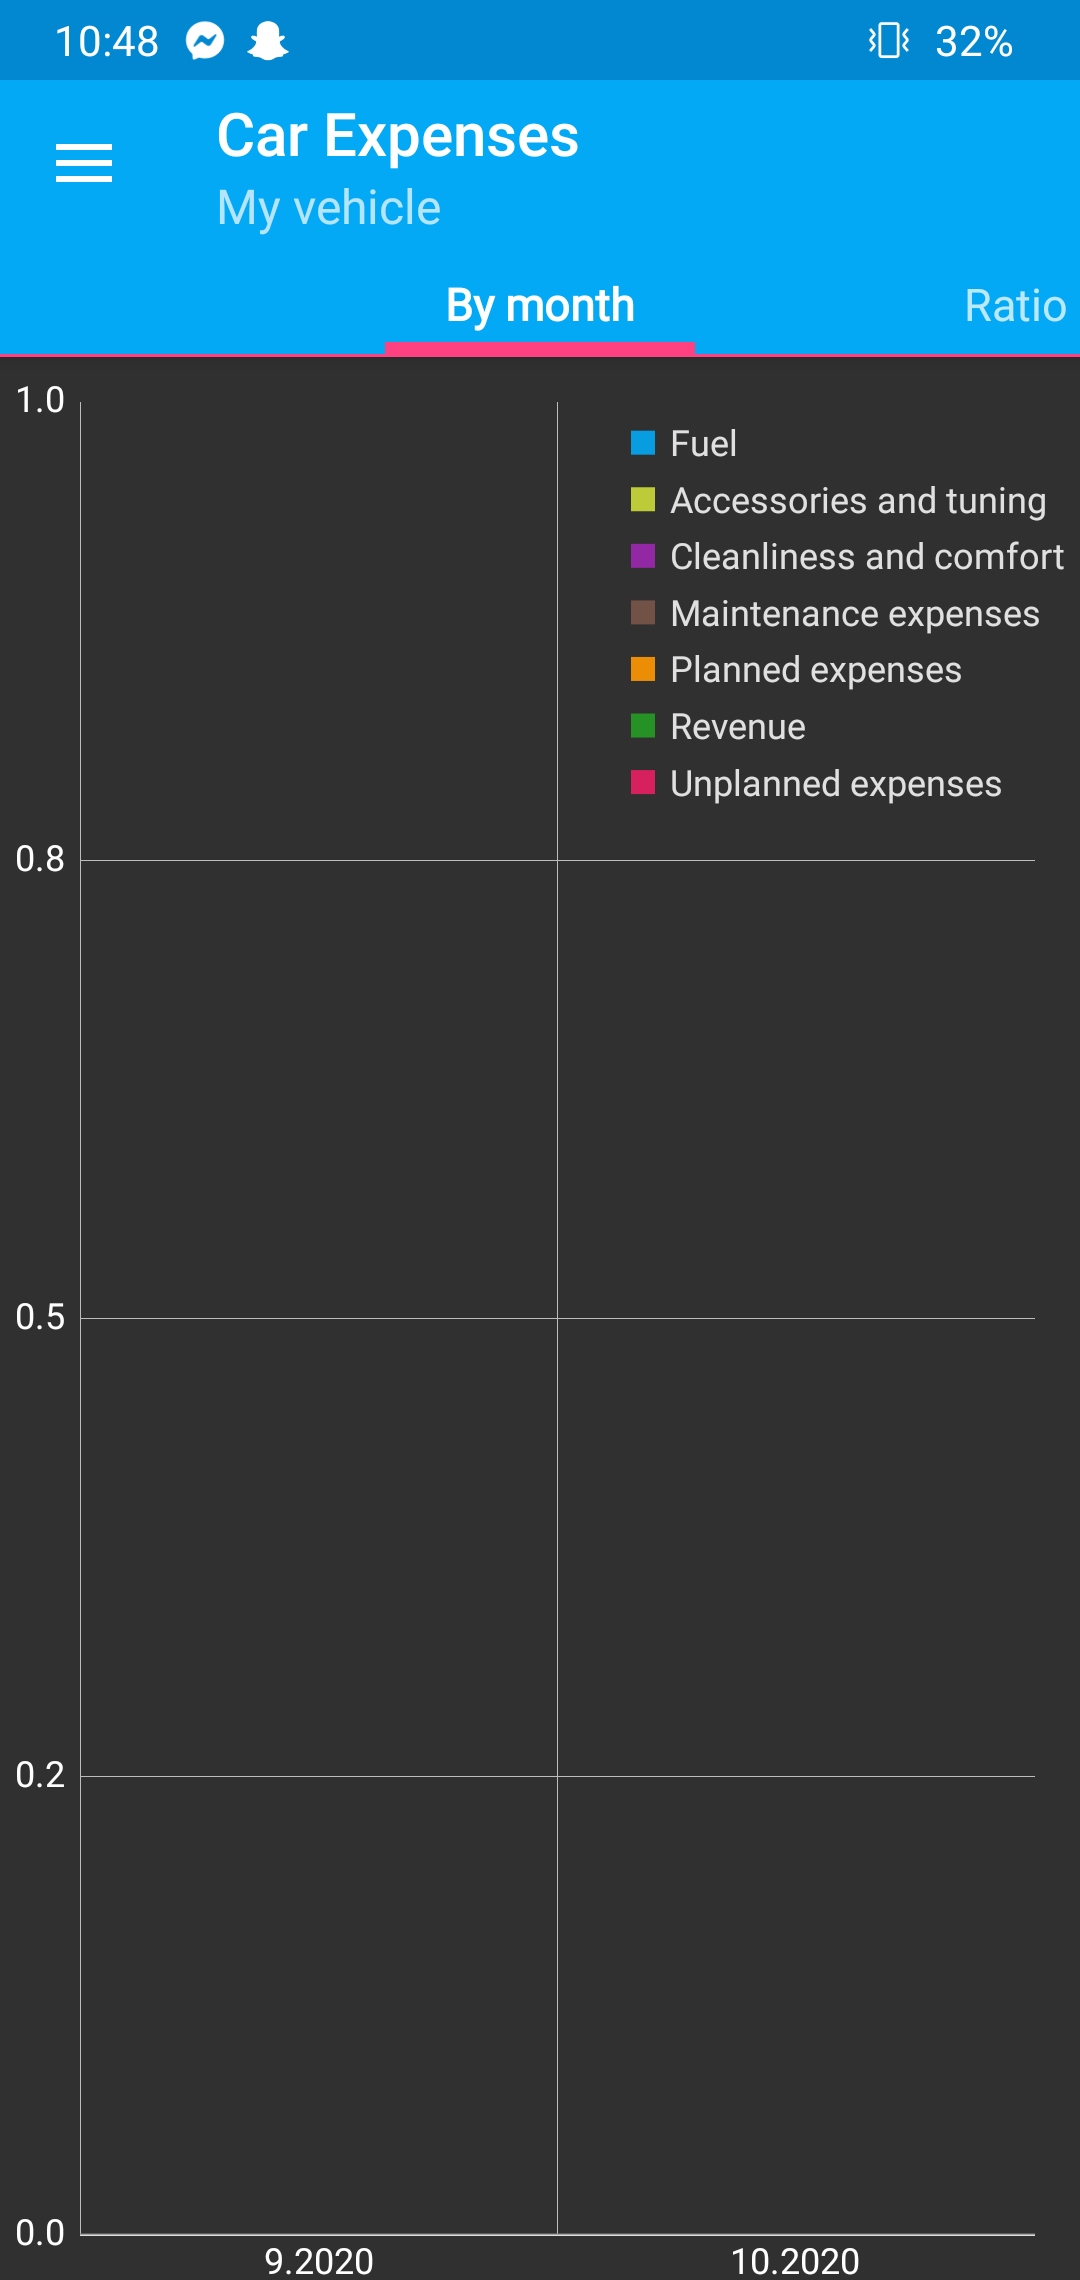 10:48 32%
Car Expenses
My vehicle
By month Ratio
1.0
Fuel
Accessories and tuning
Cleanliness and comfort
Maintenance expenses
Planned expenses
Revenue
Unplanned expenses
0.8
0.5
0.2
0.0
9.2020 10.2020